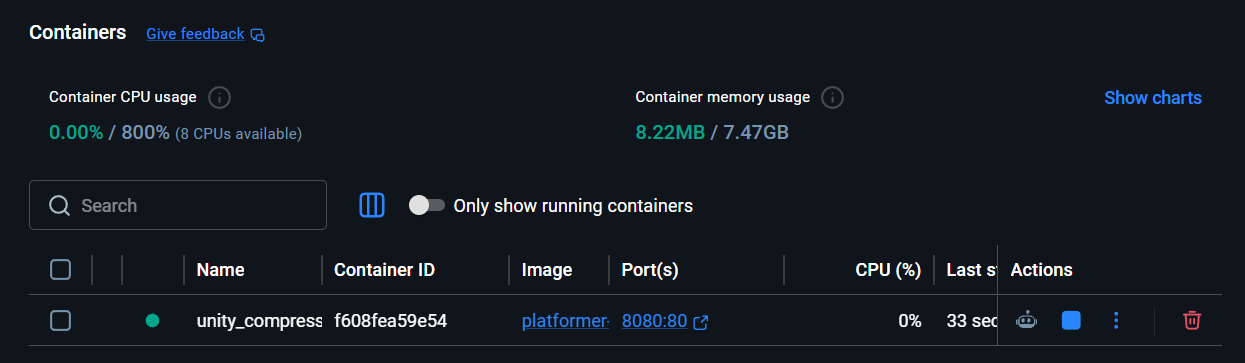 Containers Give feedback
Container CPU usage Container memory usage Show charts
0.00% / 800% (8 CPUs available) 8.22MB / 7.47GB
Search Only show running containers
Name Container ID Image Port(s) CPU (%) Last s Actions
unity_compress f608fea59e54 platformer- 8080:80 0% 33 sec